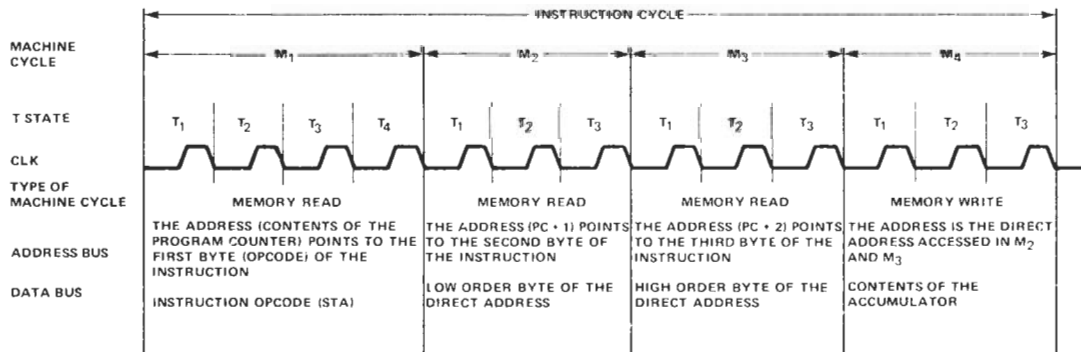 INSTRUCTION CYCLE
MACHINE
CYCLE
M1 M2 M3 M4
T STATE
T1 T2 T3 T4 T1 T2 T3 T1 T2 T3 T1 T2 T3
CLK
TYPE OF
MACHINE CYCLE
MEMORY READ
MEMORY READ
MEMORY READ
MEMORY WRITE
ADDRESS BUS
THE ADDRESS (CONTENTS OF THE
PROGRAM COUNTER) POINTS TO THE
FIRST BYTE (OPCODE) OF THE
INSTRUCTION
THE ADDRESS (PC + 1) POINTS
TO THE SECOND BYTE OF
THE INSTRUCTION
THE ADDRESS (PC + 2) POINTS
TO THE THIRD BYTE OF THE
INSTRUCTION
THE ADDRESS IS THE DIRECT
ADDRESS ACCESSED IN M2
AND M3
DATA BUS
INSTRUCTION OPCODE (STA)
LOW ORDER BYTE OF THE
DIRECT ADDRESS
HIGH ORDER BYTE OF THE
DIRECT ADDRESS
CONTENTS OF THE
ACCUMULATOR